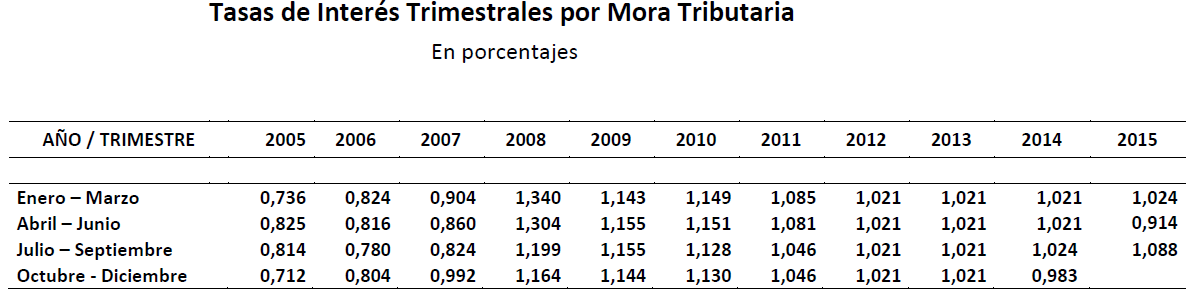 Tasas de Interés Trimestrales por Mora Tributaria
En porcentajes
AÑO / TRIMESTRE 2005 2006 2007 2008 2009 2010 2011 2012 2013 2014 2015
Enero – Marzo 0,736 0,824 0,904 1,340 1,143 1,149 1,085 1,021 1,021 1,021 1,024
Abril – Junio 0,825 0,816 0,860 1,304 1,155 1,151 1,081 1,021 1,021 1,021 0,914
Julio – Septiembre 0,814 0,780 0,824 1,199 1,155 1,128 1,046 1,021 1,021 1,024 1,088
Octubre - Diciembre 0,712 0,804 0,992 1,164 1,144 1,130 1,046 1,021 1,021 0,983